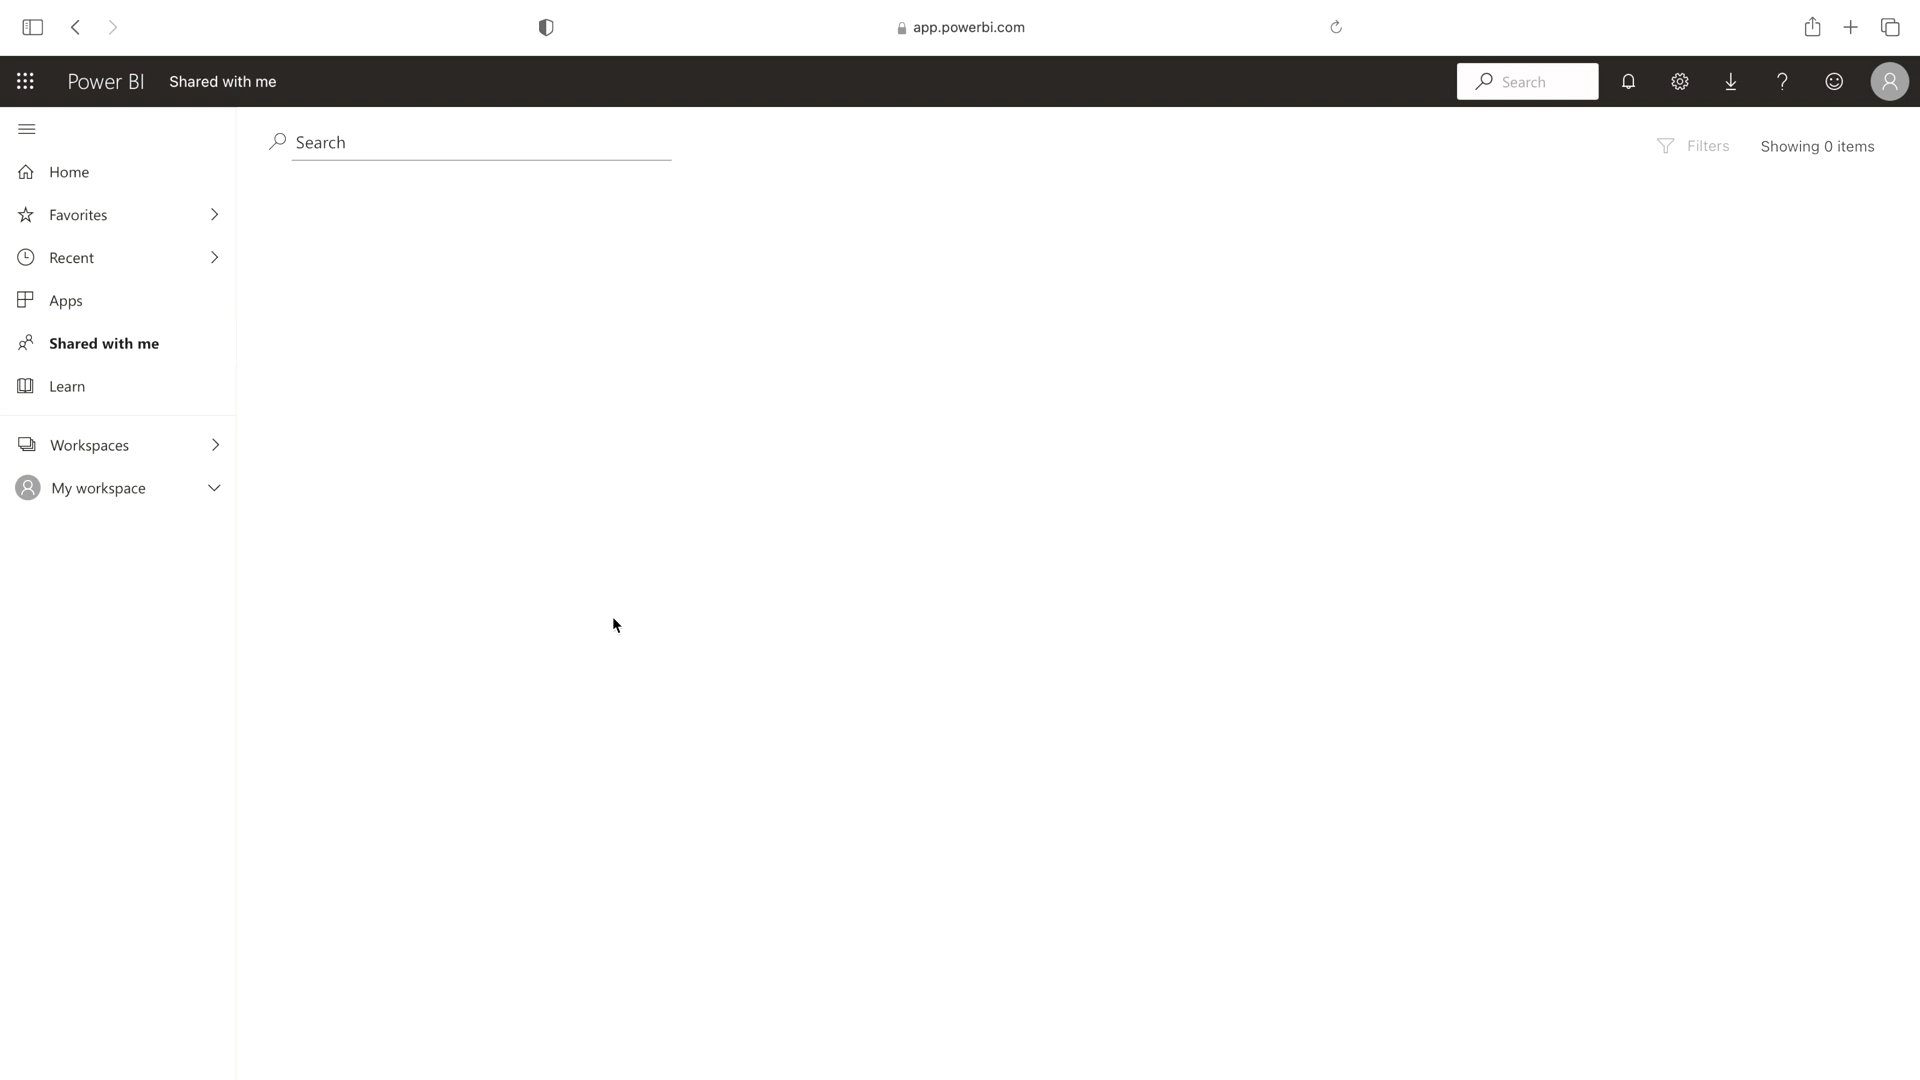 app.powerbi.com
Power BI
Shared with me
Search
Search
Filters
Showing 0 items
Home
Favorites
Recent
Apps
Shared with me
Learn
Workspaces
My workspace